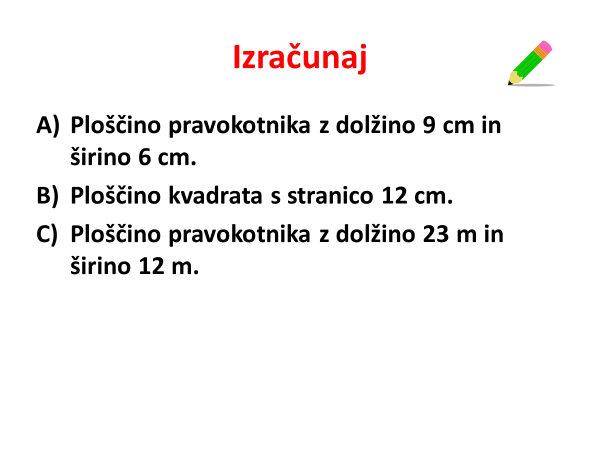 Izračunaj
A) Ploščino pravokotnika z dolžino 9 cm in
širino 6 cm.
B) Ploščino kvadrata s stranico 12 cm.
C) Ploščino pravokotnika z dolžino 23 m in
širino 12 m.